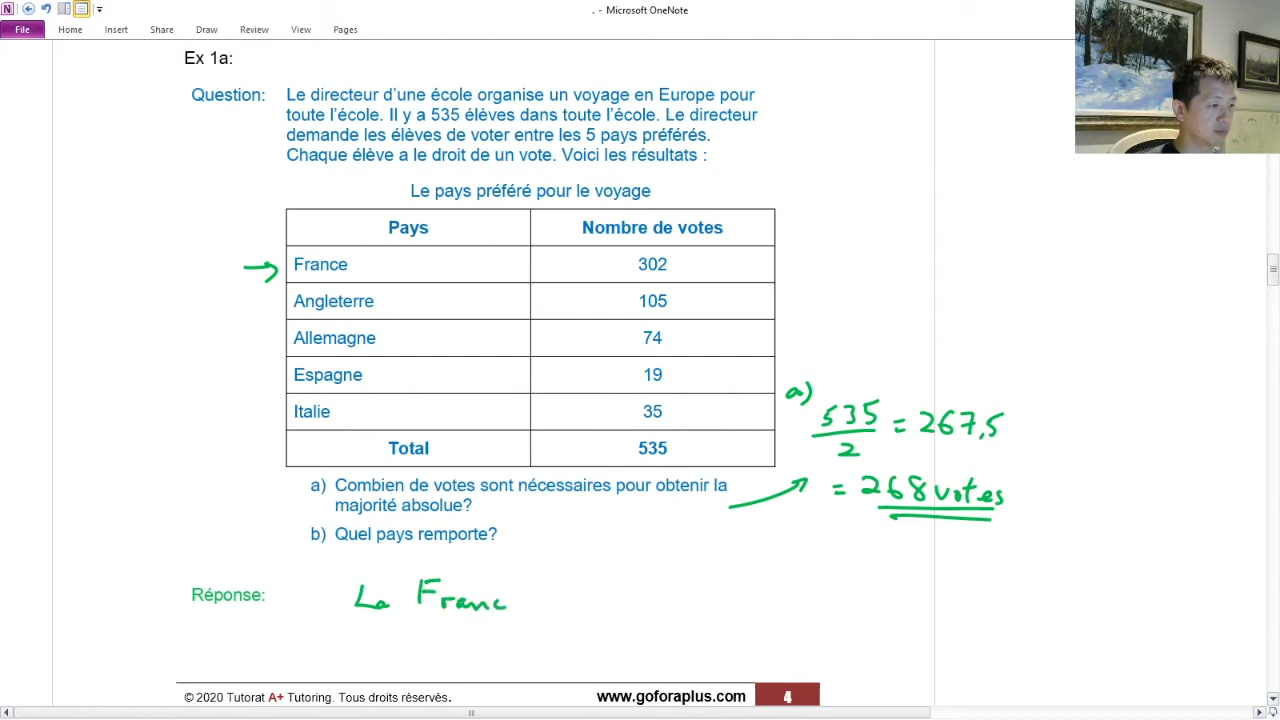 . - Microsoft OneNote
File Home Insert Share Draw Review View Pages
Ex 1a:
Question: Le directeur d'une école organise un voyage en Europe pour
toute l'école. Il y a 535 élèves dans toute l'école. Le directeur
demande les élèves de voter entre les 5 pays préférés.
Chaque élève a le droit de un vote. Voici les résultats :
Le pays préféré pour le voyage
Pays Nombre de votes
France 302
Angleterre 105
Allemagne 74
Espagne 19
Italie 35
Total 535
a) 535/2 = 267,5
= 268 votes
a) Combien de votes sont nécessaires pour obtenir la
majorité absolue?
b) Quel pays remporte?
Réponse: La Franc
© 2020 Tutorat A+ Tutoring. Tous droits réservés. www.goforaplus.com 4